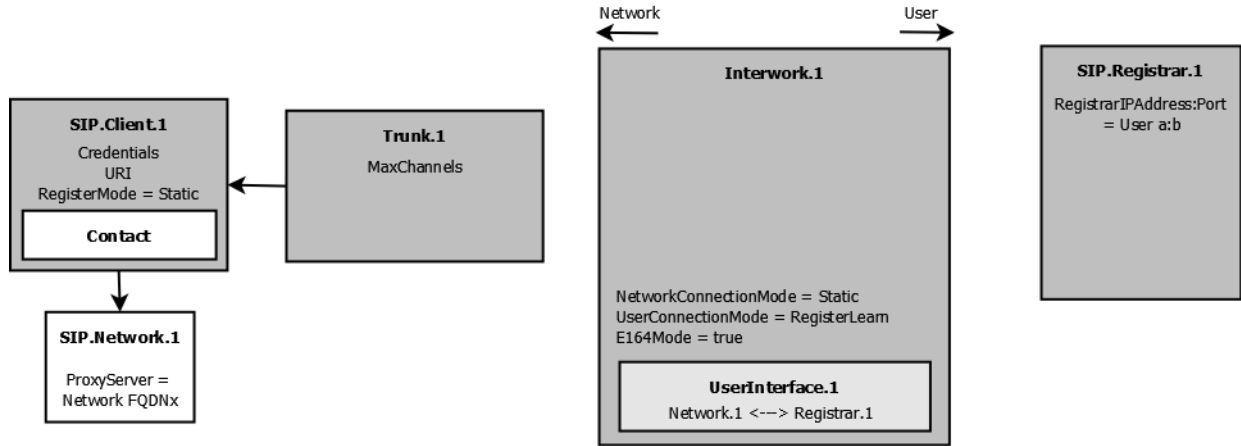 Network
User
SIP.Client.1
Credentials
URI
RegisterMode = Static
Contact
SIP.Network.1
ProxyServer =
Network FQDNx
Trunk.1
MaxChannels
Interwork.1
NetworkConnectionMode = Static
UserConnectionMode = RegisterLearn
E164Mode = true
UserInterface.1
Network.1 <---> Registrar.1
SIP.Registrar.1
RegistrarIPAddress:Port
= User a:b